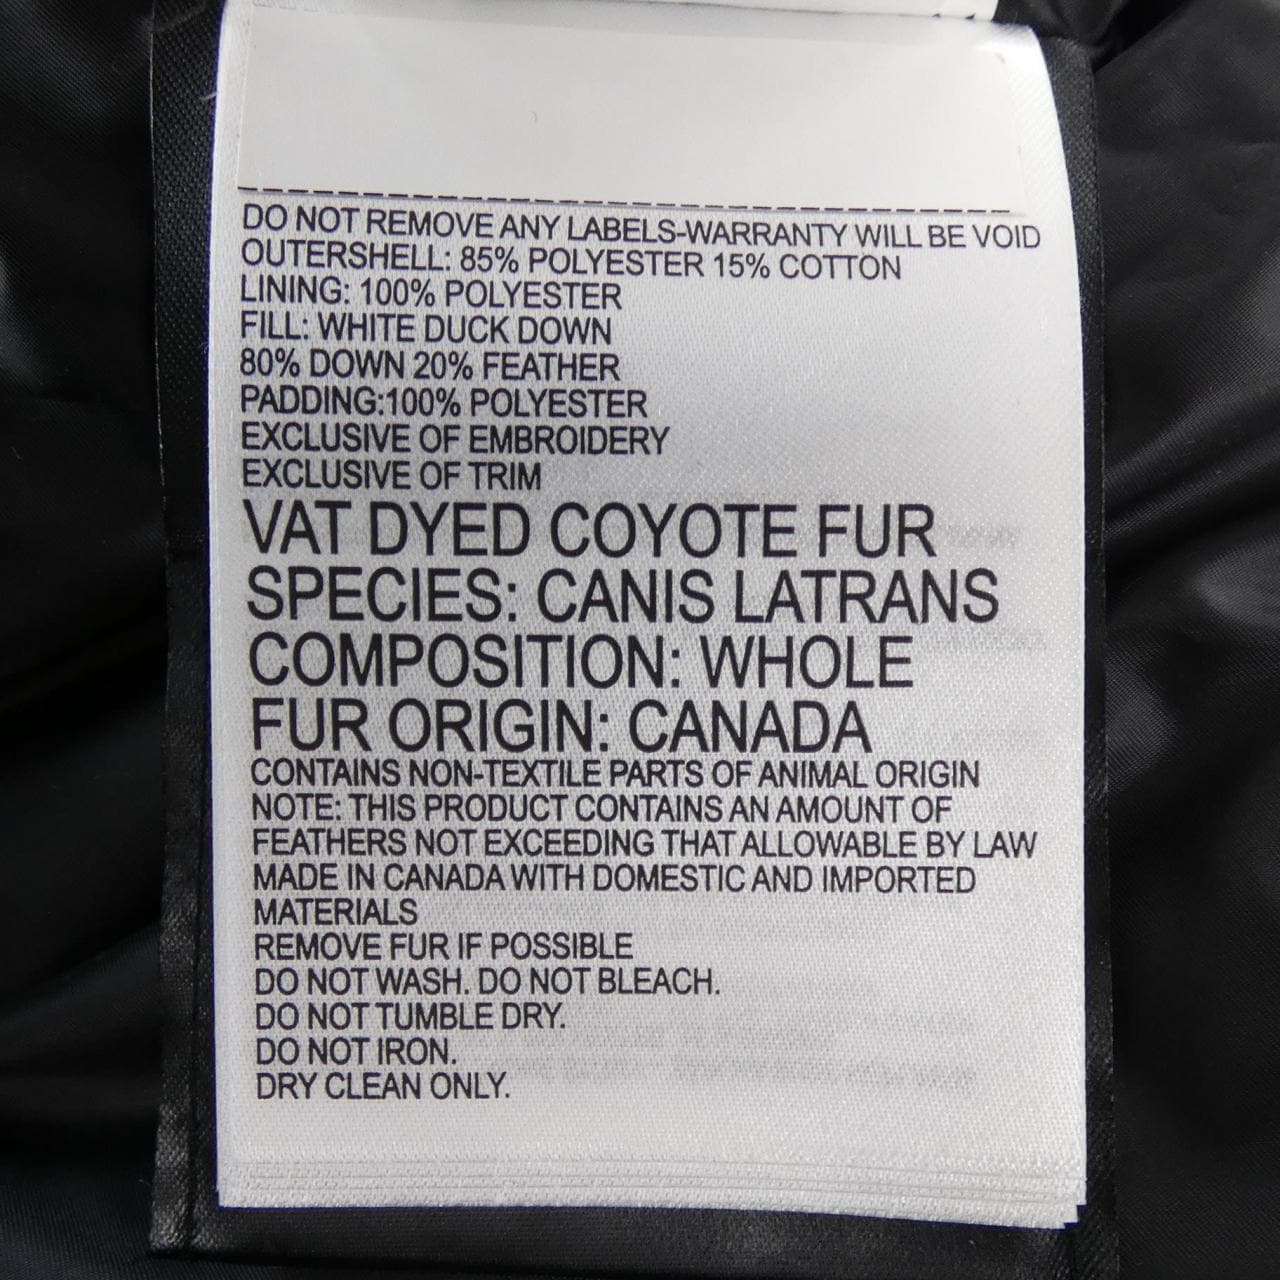 DO NOT REMOVE ANY LABELS-WARRANTY WILL BE VOID
OUTERSHELL: 85% POLYESTER 15% COTTON
LINING: 100% POLYESTER
FILL: WHITE DUCK DOWN
80% DOWN 20% FEATHER
PADDING:100% POLYESTER
EXCLUSIVE OF EMBROIDERY
EXCLUSIVE OF TRIM
VAT DYED COYOTE FUR
SPECIES: CANIS LATRANS
COMPOSITION: WHOLE
FUR ORIGIN: CANADA
CONTAINS NON-TEXTILE PARTS OF ANIMAL ORIGIN
NOTE: THIS PRODUCT CONTAINS AN AMOUNT OF
FEATHERS NOT EXCEEDING THAT ALLOWABLE BY LAW
MADE IN CANADA WITH DOMESTIC AND IMPORTED
MATERIALS
REMOVE FUR IF POSSIBLE
DO NOT WASH. DO NOT BLEACH.
DO NOT TUMBLE DRY.
DO NOT IRON.
DRY CLEAN ONLY.